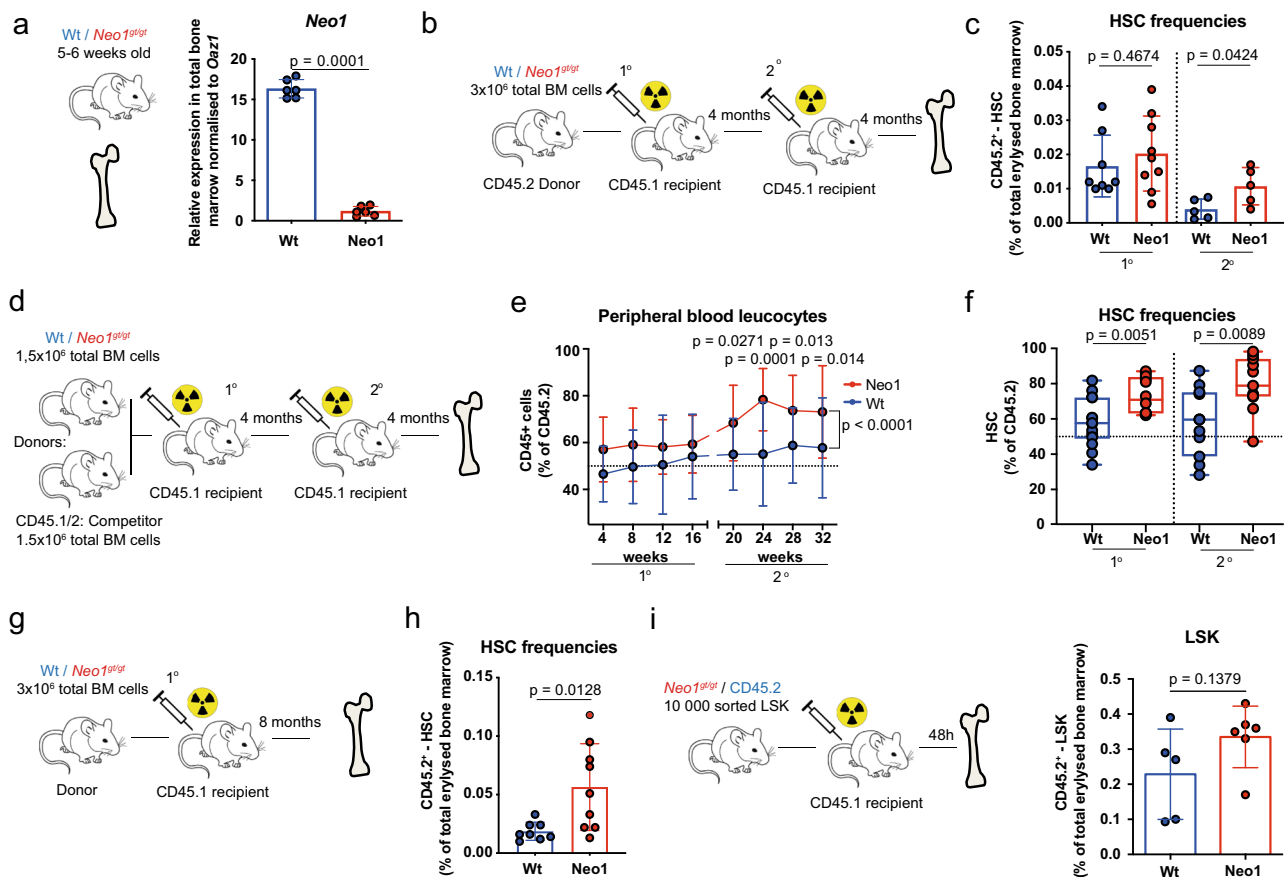 a
Wt / Neo1gt/gt
5-6 weeks old
Neo1
Relative expression in total bone
marrow normalised to Oaz1
p = 0.0001
20
15
10
5
0
Wt
Neo1
b
Wt / Neo1gt/gt
3x10⁶ total BM cells
1°
2°
4 months
4 months
CD45.2 Donor
CD45.1 recipient
CD45.1 recipient
c
HSC frequencies
CD45.2⁺ - HSC
(% of total erylysed bone marrow)
p = 0.4674
p = 0.0424
0.05
0.04
0.03
0.02
0.01
0.00
Wt
Neo1
Wt
Neo1
1°
2°
d
Wt / Neo1gt/gt
1,5x10⁶ total BM cells
1°
2°
4 months
4 months
Donors:
CD45.1 recipient
CD45.1 recipient
CD45.1/2: Competitor
1.5x10⁶ total BM cells
e
Peripheral blood leucocytes
p = 0.0271 p = 0.013
p = 0.0001 p = 0.014
CD45+ cells
(% of CD45.2)
100
80
60
40
Neo1
Wt
p < 0.0001
4
8
12
16
20
24
28
32
weeks
weeks
1°
2°
f
HSC frequencies
p = 0.0051
p = 0.0089
HSC
(% of CD45.2)
100
80
60
40
20
0
Wt
Neo1
Wt
Neo1
1°
2°
g
Wt / Neo1gt/gt
3x10⁶ total BM cells
1°
8 months
Donor
CD45.1 recipient
h
HSC frequencies
CD45.2⁺ - HSC
(% of total erylysed bone marrow)
p = 0.0128
0.15
0.10
0.05
0.00
Wt
Neo1
i
Neo1gt/gt / CD45.2
10 000 sorted LSK
48h
CD45.1 recipient
LSK
CD45.2⁺ - LSK
(% of total erylysed bone marrow)
p = 0.1379
0.5
0.4
0.3
0.2
0.1
0.0
Wt
Neo1